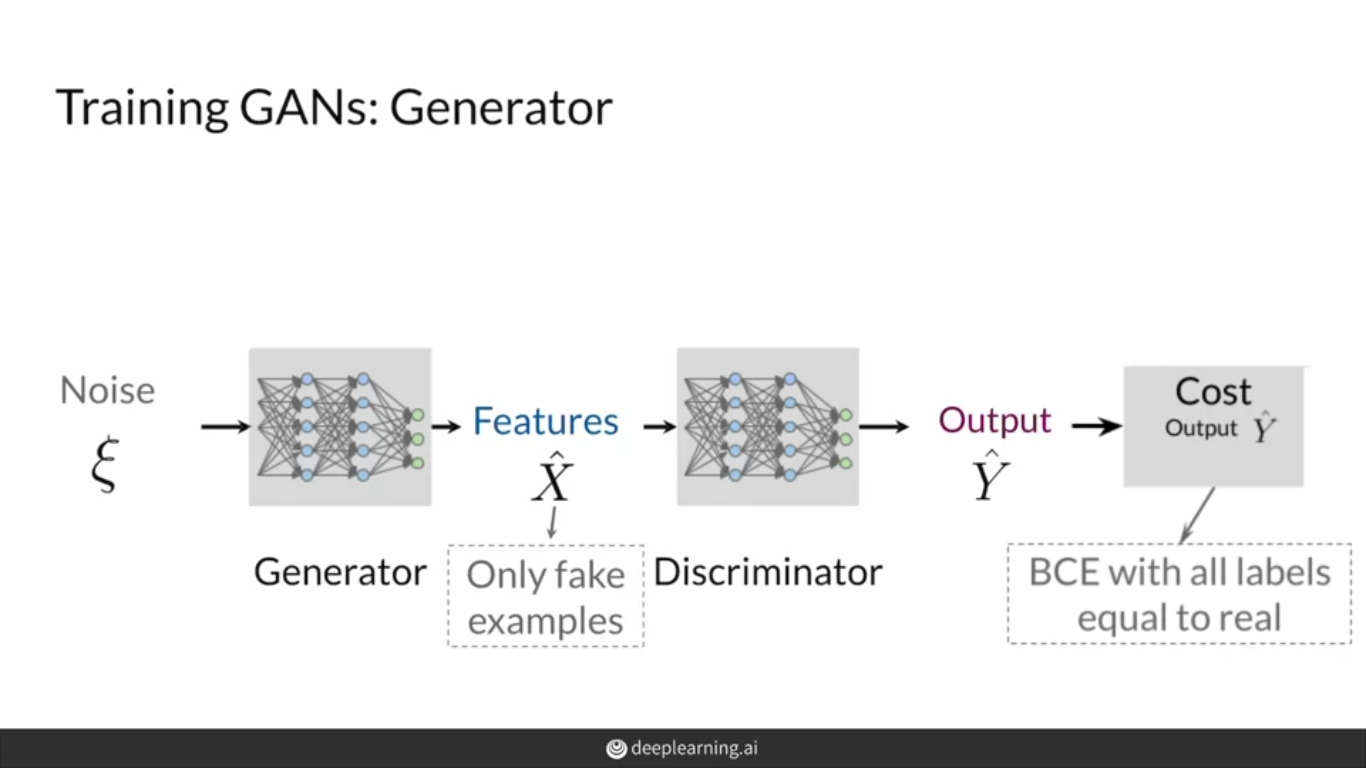 Training GANs: Generator
Noise
ξ
Generator
Features
X̂
Only fake
examples
Discriminator
Output
Ŷ
Cost
Output Ŷ
BCE with all labels
equal to real
deeplearning.ai